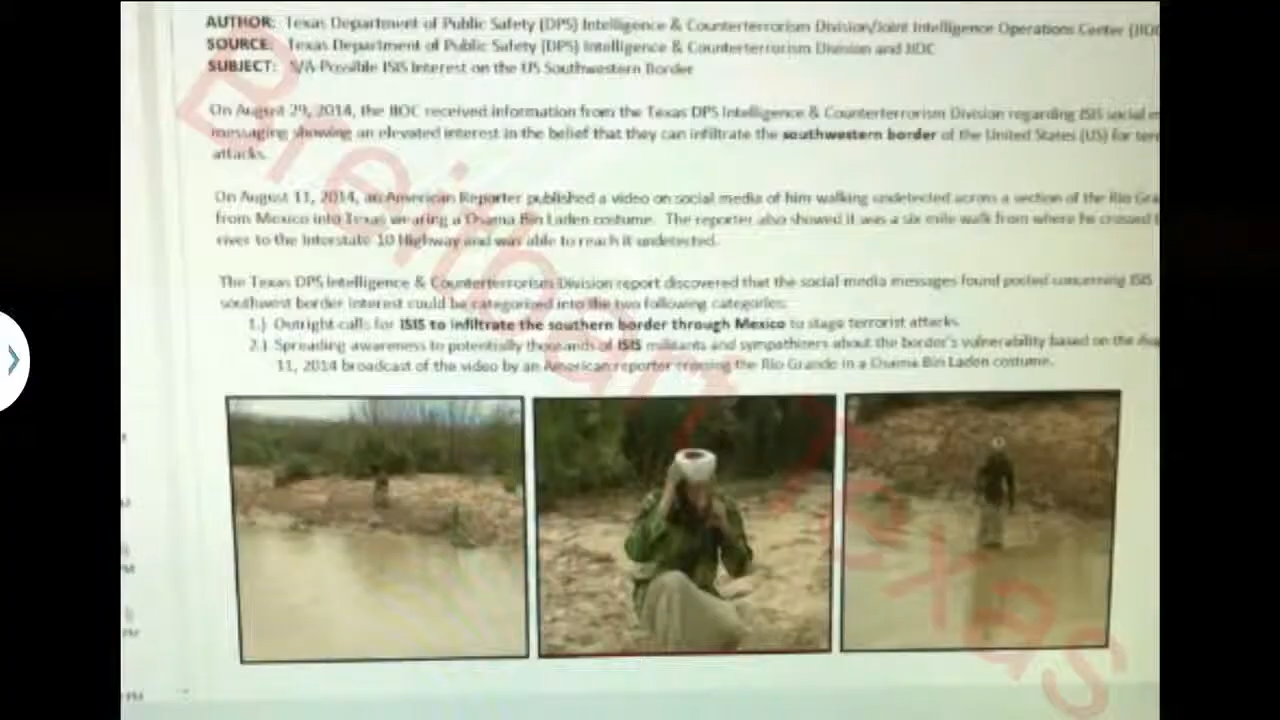 AUTHOR: Texas Department of Public Safety (DPS) Intelligence & Counterterrorism Division/Joint Intelligence Operations Center (JIOC
SOURCE: Texas Department of Public Safety (DPS) Intelligence & Counterterrorism Division and JIOC
SUBJECT: S/A Possible ISIS Interest on the US Southwestern Border
On August 29, 2014, the JIOC received information from the Texas DPS Intelligence & Counterterrorism Division regarding ISIS social
messaging showing an elevated interest in the belief that they can infiltrate the southwestern border of the United States (US) for
attacks.
On August 11, 2014, an American Reporter published a video on social media of him walking undetected across a section of the Rio Gra
from Mexico into Texas wearing a Osama Bin Laden costume. The reporter also showed it was a six mile walk from where he crossed
river to the Interstate 10 Highway and was able to reach it undetected.
The Texas DPS Intelligence & Counterterrorism Division report discovered that the social media messages found posted concerning ISIS
southwest border interest could be categorized into the two following categories:
1.) Outright calls for ISIS to infiltrate the southern border through Mexico to stage terrorist attacks.
2.) Spreading awareness to potentially thousands of ISIS militants and sympathizers about the border's vulnerability based on the Aug
11, 2014 broadcast of the video by an American reporter crossing the Rio Grande in a Osama Bin Laden costume.
Breitbart Texas
PM
PM